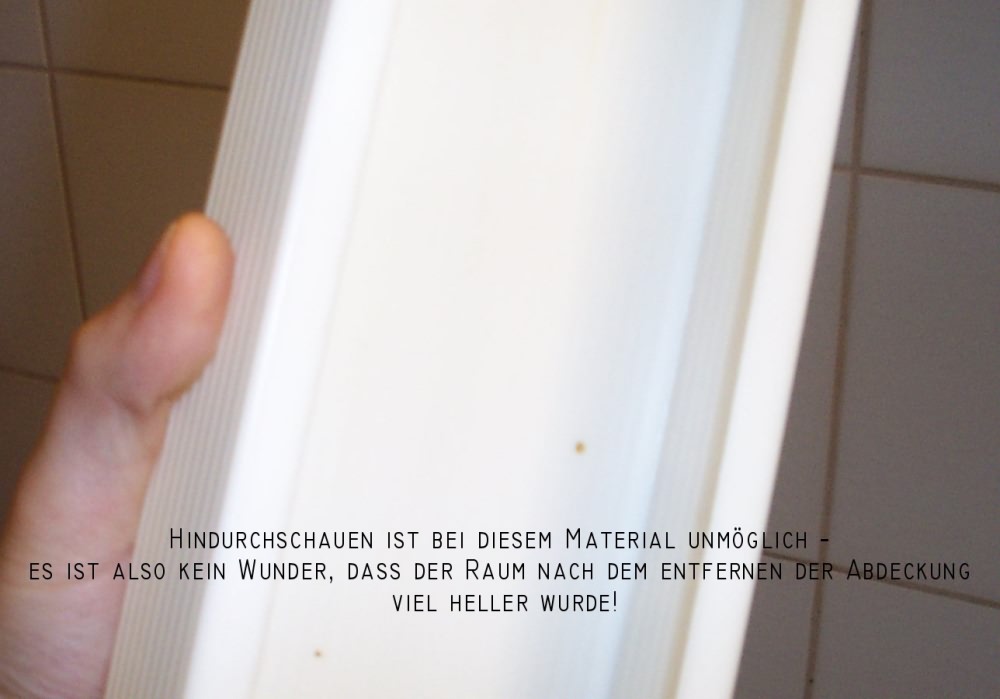 Hindurchschauen ist bei diesem Material unmöglich -
es ist also kein Wunder, dass der Raum nach dem entfernen der Abdeckung
viel heller wurde!